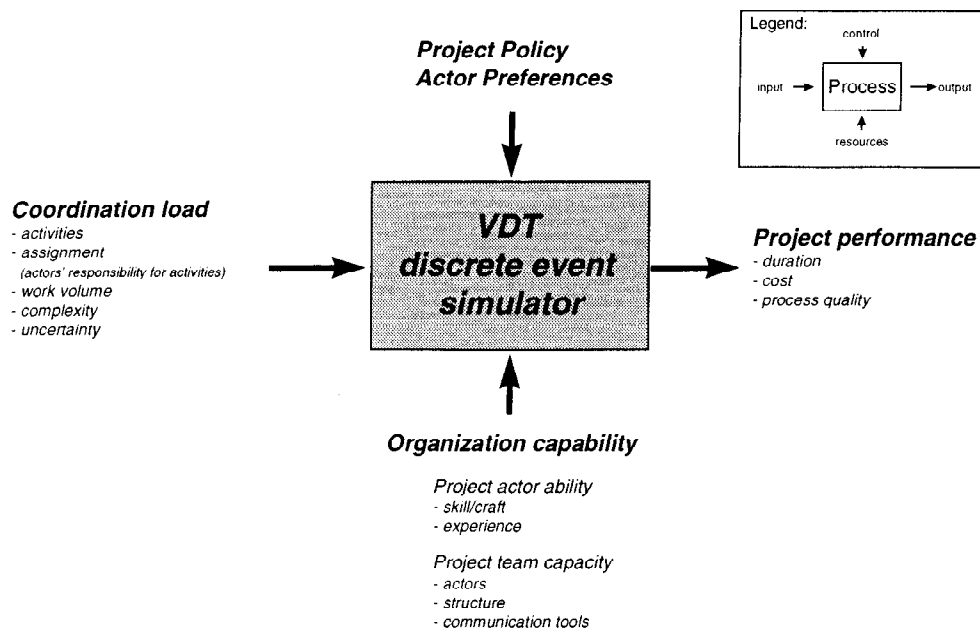 Project Policy
Actor Preferences
Legend:
control
input
Process
output
resources
Coordination load
- activities
- assignment
(actors' responsibility for activities)
- work volume
- complexity
- uncertainty
VDT
discrete event
simulator
Project performance
- duration
- cost
- process quality
Organization capability
Project actor ability
- skill/craft
- experience
Project team capacity
- actors
- structure
- communication tools